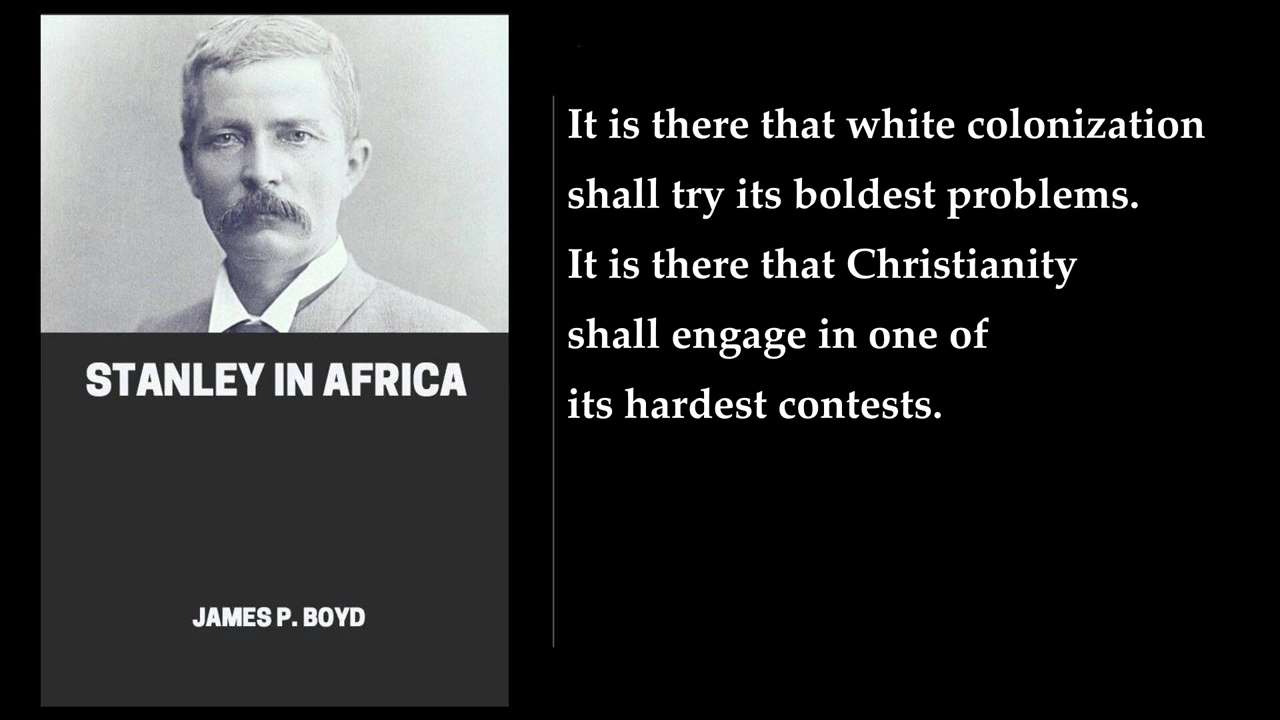 STANLEY IN AFRICA
JAMES P. BOYD
It is there that white colonization
shall try its boldest problems.
It is there that Christianity
shall engage in one of
its hardest contests.